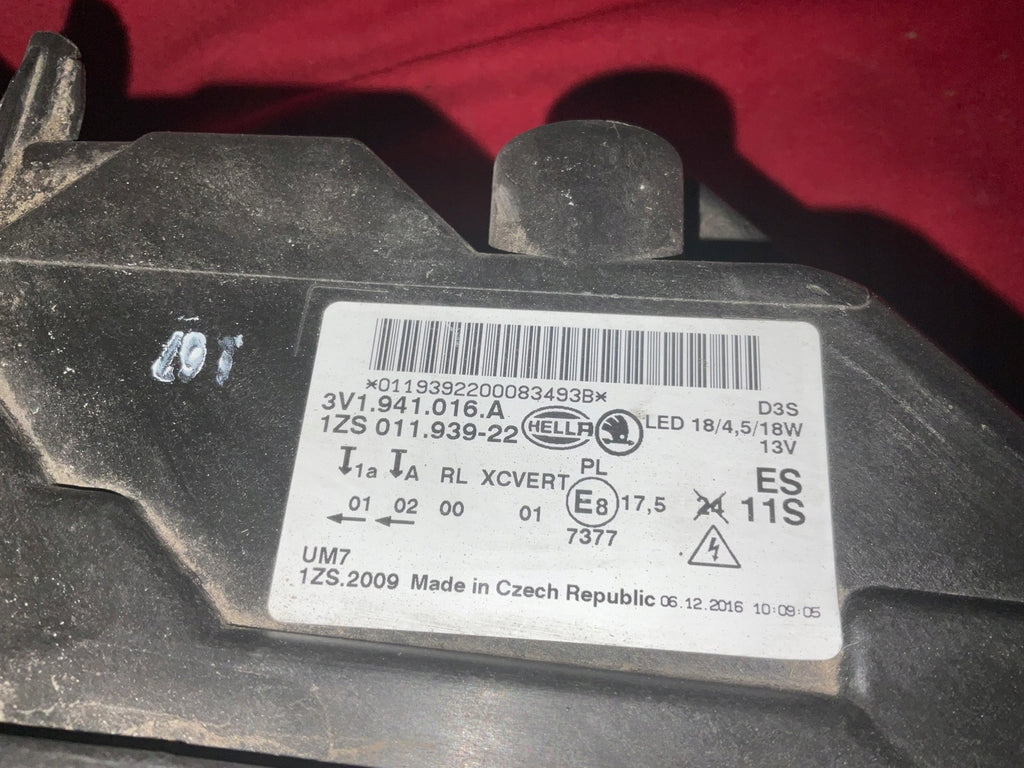 *0119392200083493B*
3V1.941.016.A
1ZS 011.939-22 HELLA
D3S
LED 18/4,5/18W
13V
1a A RL XCVERT PL
01 02 00 01 E8 17,5
7377
24
ES
11S
UM7
1ZS.2009 Made in Czech Republic 06.12.2016 10:09:05